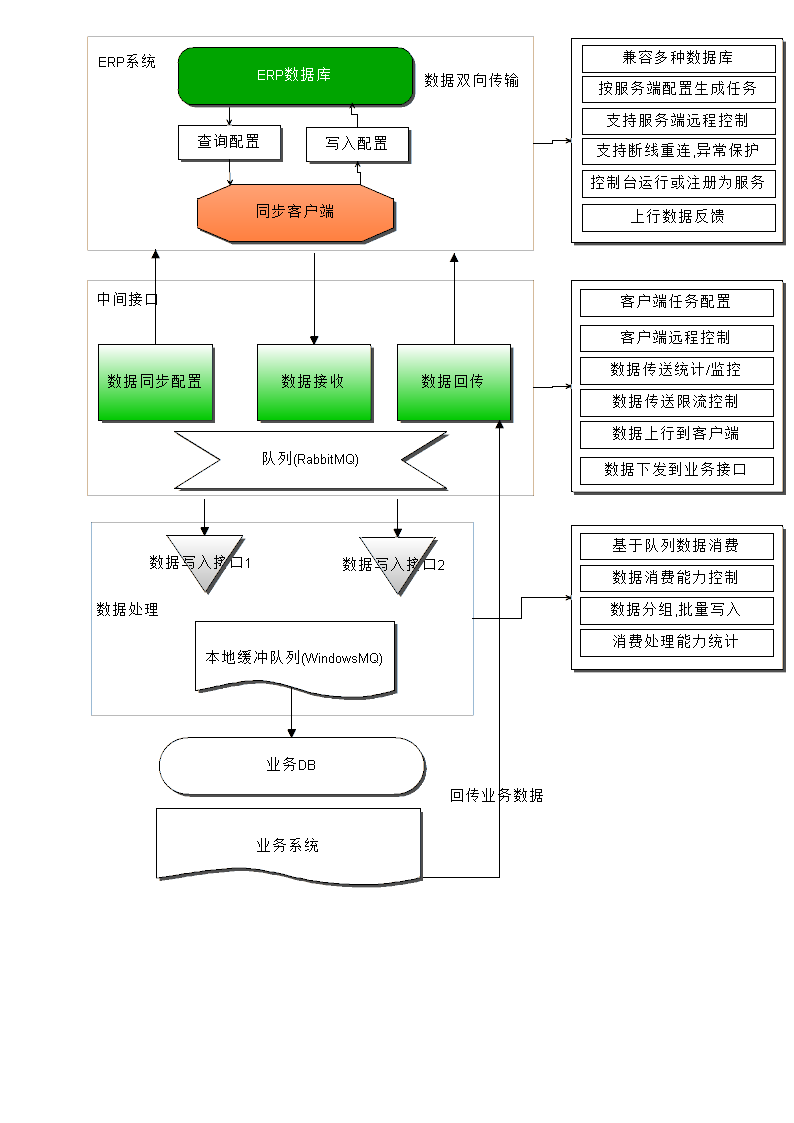 ERP系统
ERP数据库
数据双向传输
查询配置
写入配置
同步客户端
兼容多种数据库
按服务端配置生成任务
支持服务端远程控制
支持断线重连,异常保护
控制台运行或注册为服务
上行数据反馈
中间接口
数据同步配置
数据接收
数据回传
队列(RabbitMQ)
客户端任务配置
客户端远程控制
数据传送统计/监控
数据传送限流控制
数据上行到客户端
数据下发到业务接口
数据写入接口1
数据写入接口2
数据处理
本地缓冲队列(WindowsMQ)
基于队列数据消费
数据消费能力控制
数据分组,批量写入
消费处理能力统计
业务DB
回传业务数据
业务系统